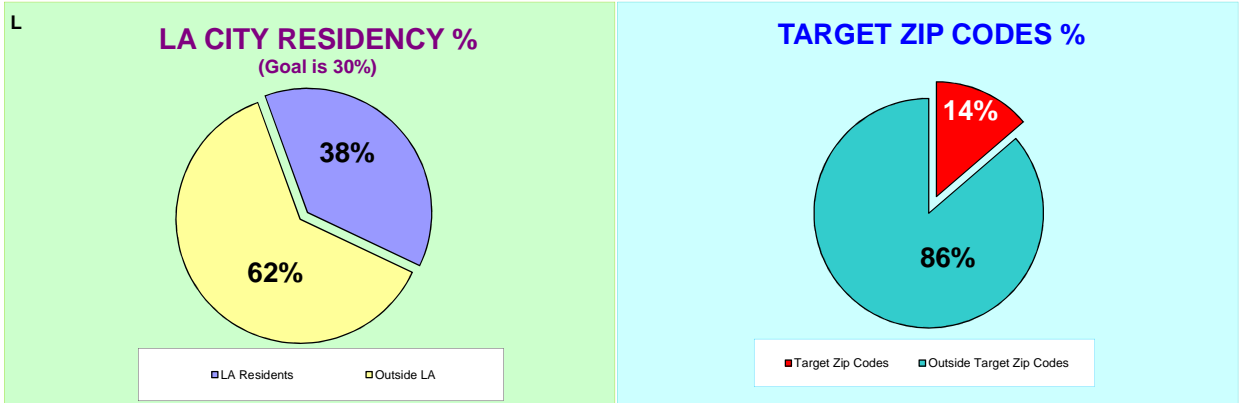 L
LA CITY RESIDENCY %
(Goal is 30%)
38%
62%
LA Residents
Outside LA
TARGET ZIP CODES %
14%
86%
Target Zip Codes
Outside Target Zip Codes